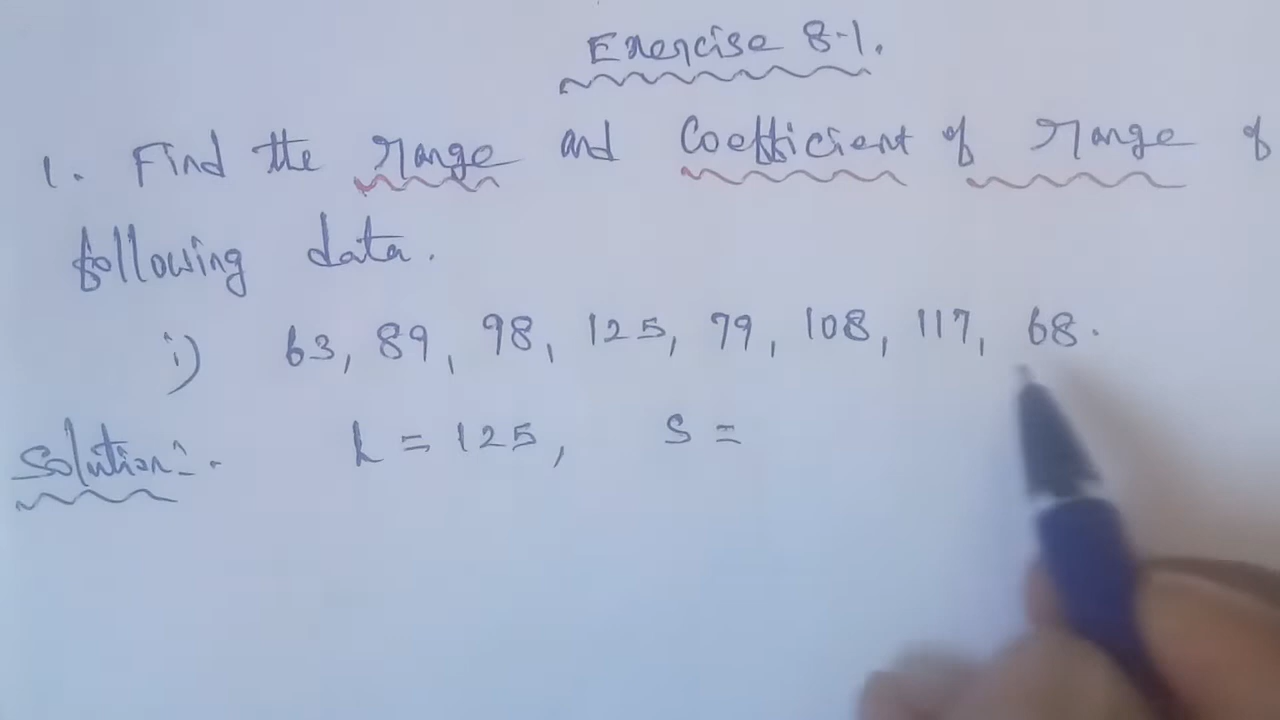 Exercise 8.1.
1. Find the range and Coefficient of range of
following data.
i) 63, 89, 98, 125, 79, 108, 117, 68.
Solution:-. L = 125, S =